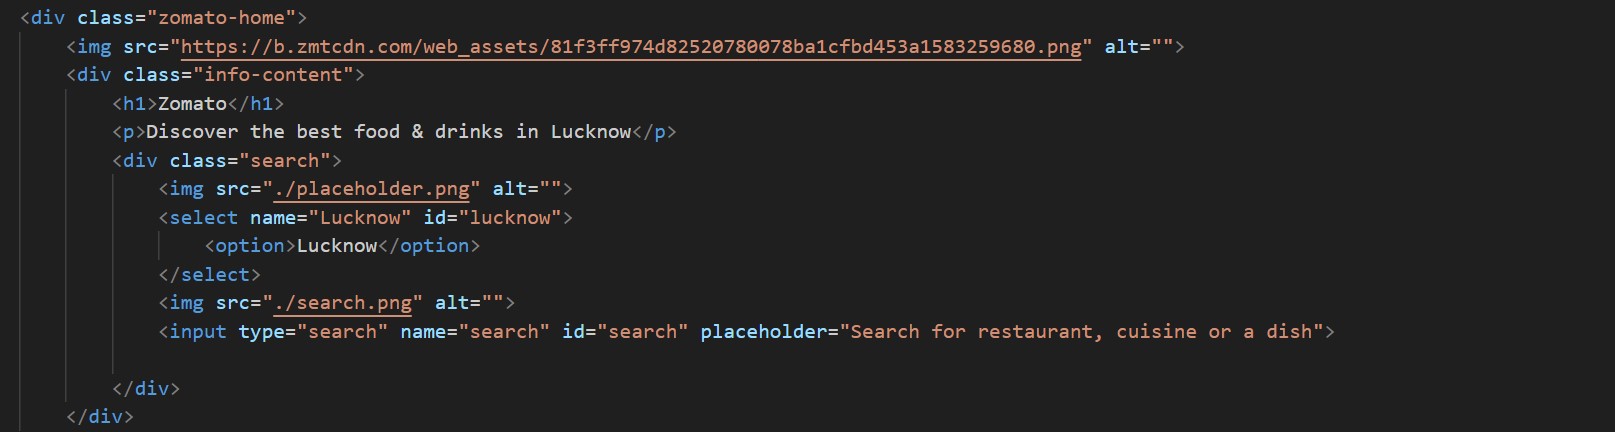 <div class="zomato-home">
<img src="https://b.zmtcdn.com/web_assets/81f3ff974d82520780078ba1cfbd453a1583259680.png" alt="">
<div class="info-content">
<h1>Zomato</h1>
<p>Discover the best food & drinks in Lucknow</p>
<div class="search">
<img src="./placeholder.png" alt="">
<select name="Lucknow" id="lucknow">
<option>Lucknow</option>
</select>
<img src="./search.png" alt="">
<input type="search" name="search" id="search" placeholder="Search for restaurant, cuisine or a dish">
</div>
</div>